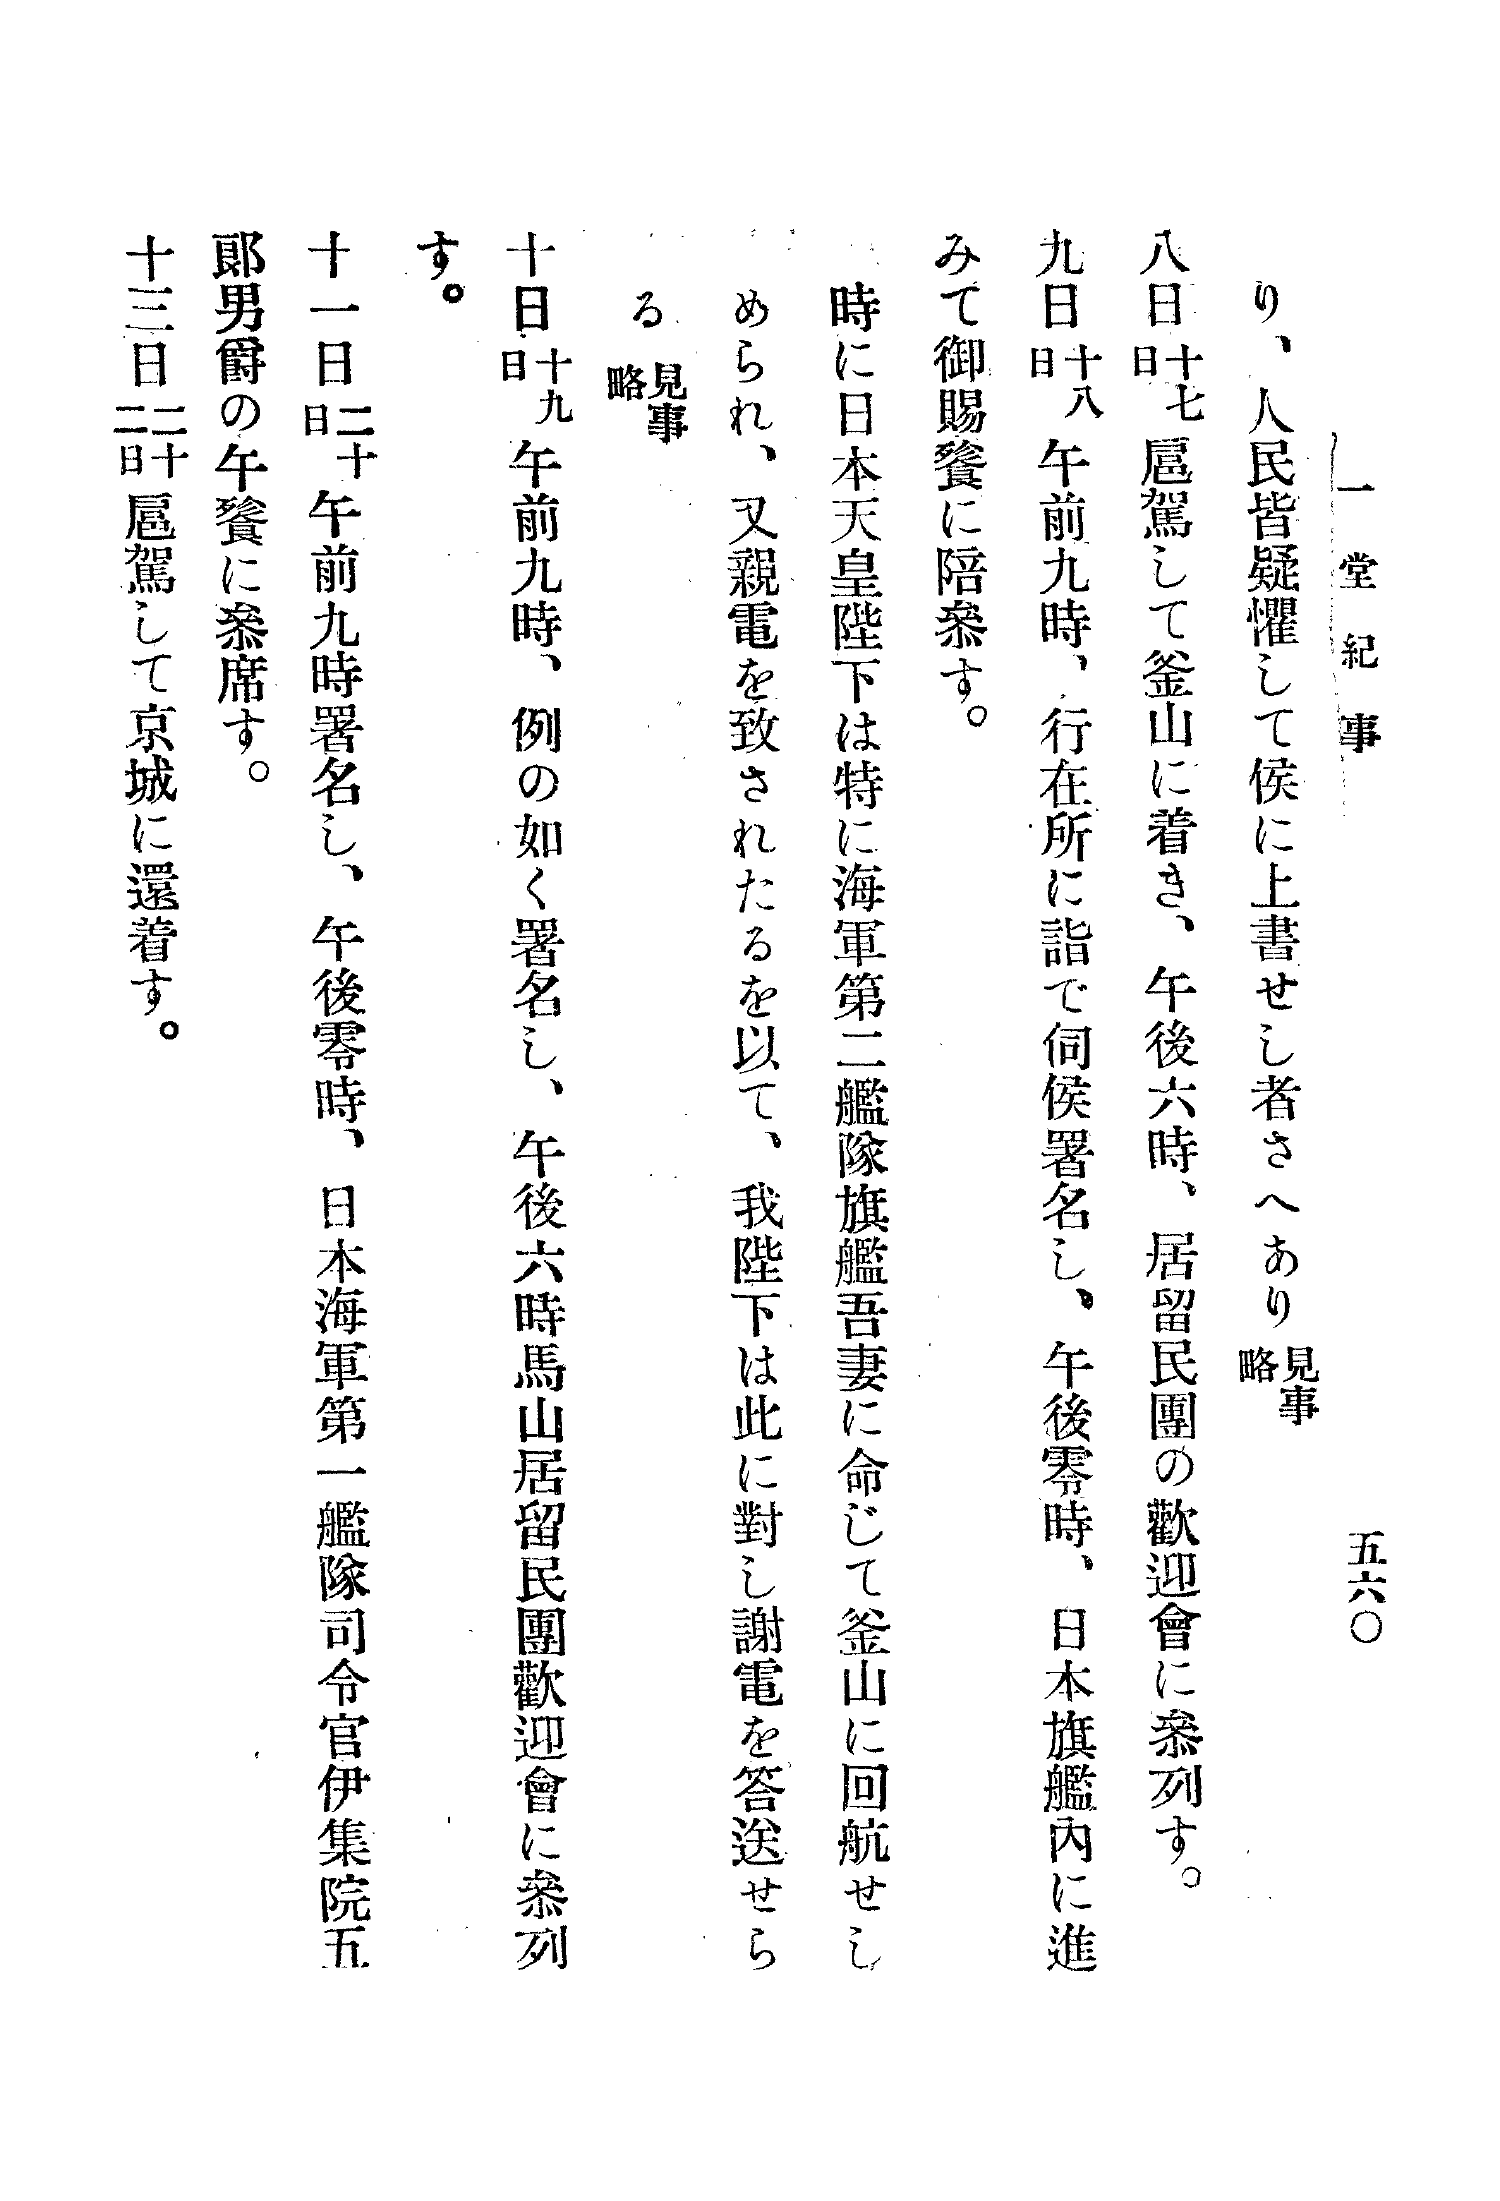 一堂紀事
五六〇
り、人民皆疑懼して侯に上書せし者さへあり見事略
八日十七日扈駕して釜山に着き、午後六時、居留民團の歡迎會に叅列す。
九日十八日午前九時、行在所に詣で伺侯署名し、午後零時、日本旗艦內に進
みて御賜餐に陪叅す。
時に日本天皇陛下は特に海軍第二艦隊旗艦吾妻に命じて釜山に回航せし
められ、又親電を致されたるを以て、我陛下は此に對し謝電を答送せら
る見事略
十日十九日午前九時、例の如く署名し、午後六時馬山居留民團歡迎會に叅列
す。
十一日二十日午前九時署名し、午後零時、日本海軍第一艦隊司令官伊集院五
郞男爵の午餐に叅席す。
十三日二十二日扈駕して京城に還着す。